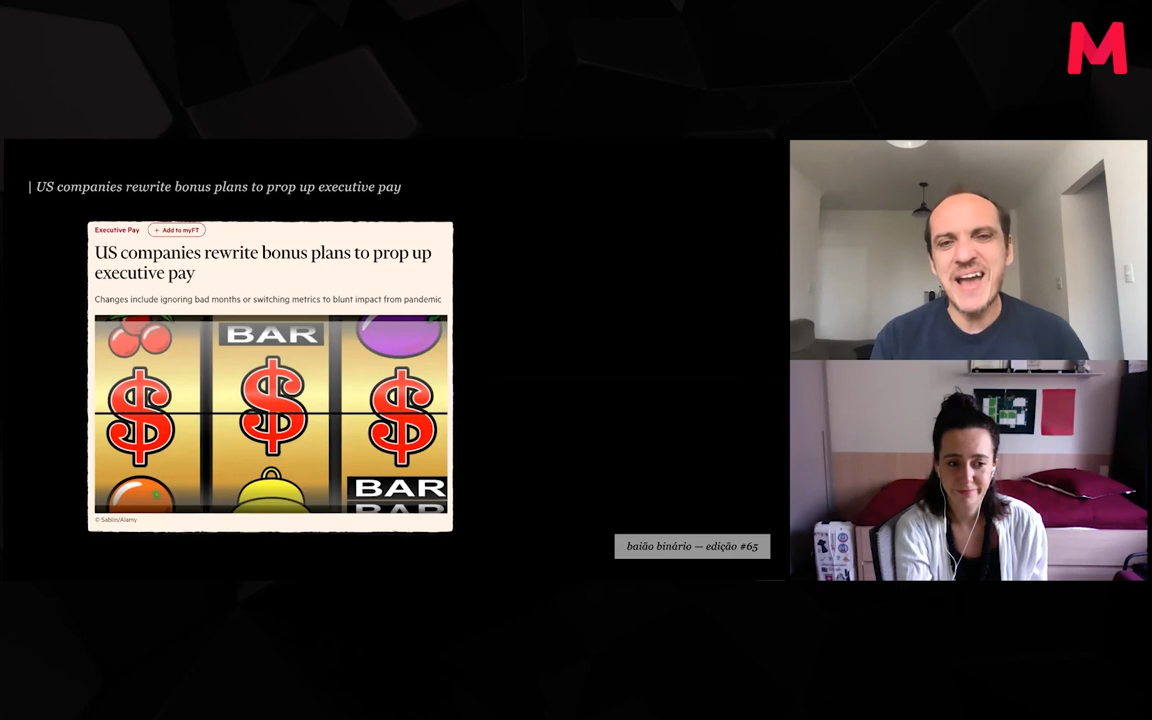 M
| US companies rewrite bonus plans to prop up executive pay
Executive Pay
+ Add to myFT
US companies rewrite bonus plans to prop up
executive pay
Changes include ignoring bad months or switching metrics to blunt impact from pandemic
BAR
$ $ $
BAR
BAR
© Sablin/Alamy
baião binário — edição #65